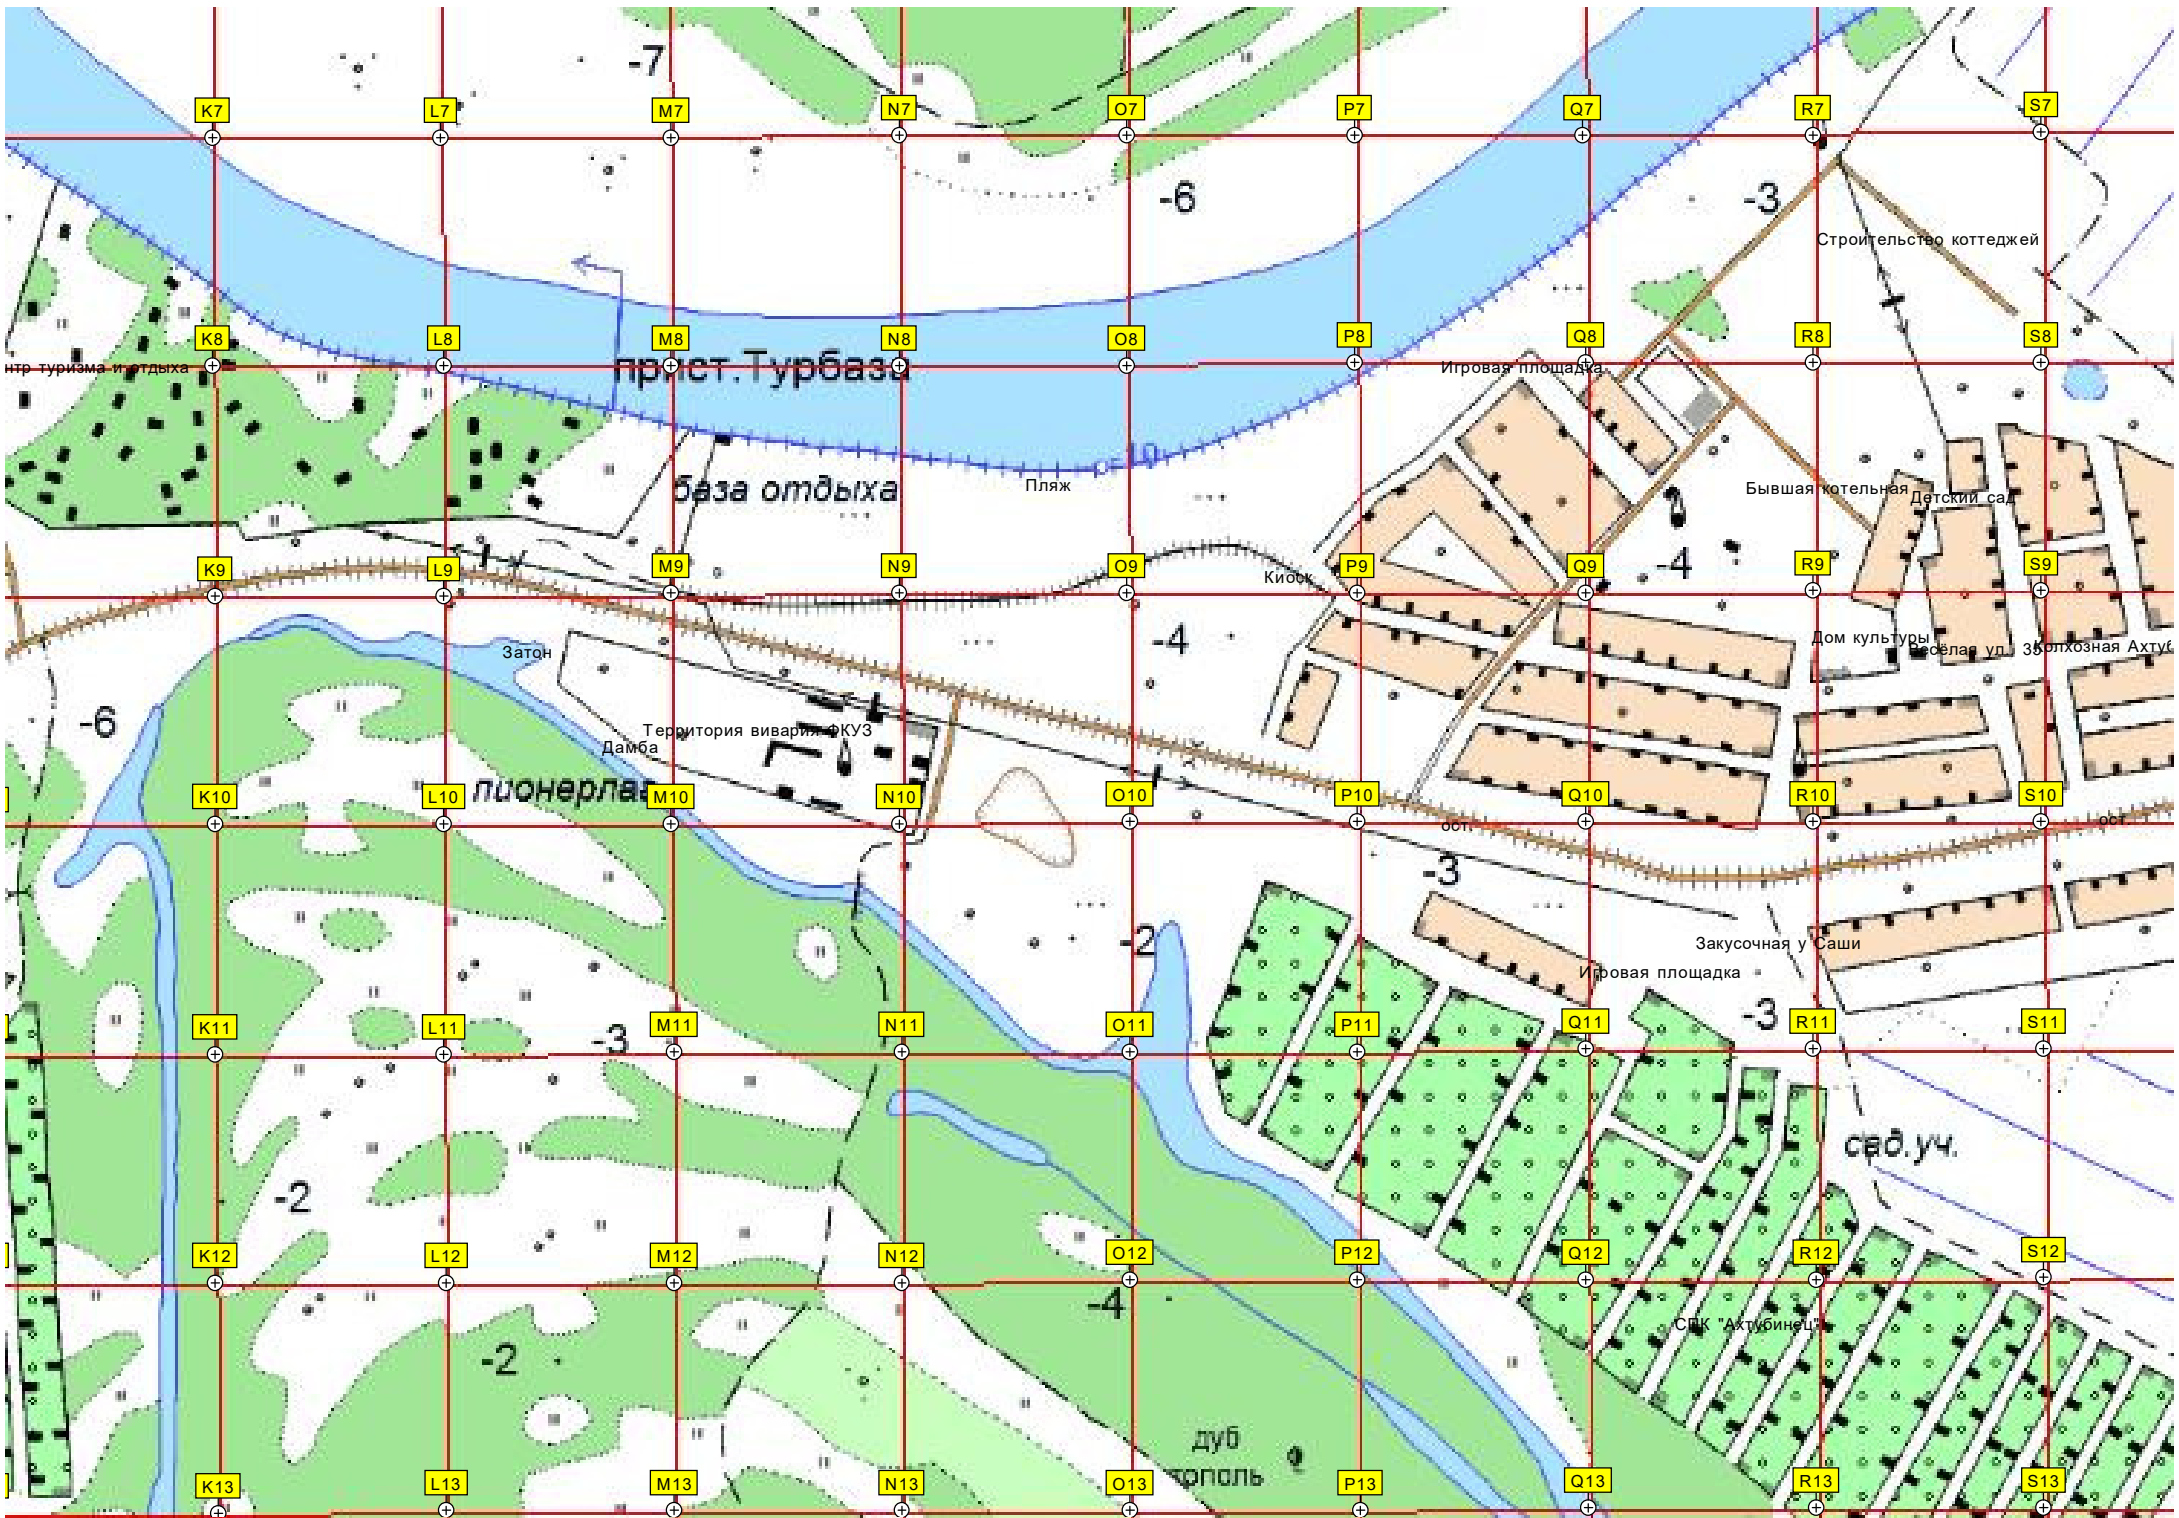 -7
K7 L7 M7 N7 O7 P7 Q7 R7 S7
-6
-3
Строительство коттеджей
K8 L8 M8 N8 O8 P8 Q8 R8 S8
нтр туризма и отдыха
прист.Турбаза
Игровая площадка
база отдыха
Пляж
Бывшая котельная
Детский сад
K9 L9 M9 N9 O9 P9 Q9 R9 S9
Киоск
-4
-4
Затон
Дом культуры
Весёлая ул., 35
Колхозная Ахтуб
-6
Территория вивария ФКУЗ
Дамба
пионерлаг
K10 L10 M10 N10 O10 P10 Q10 R10 S10
ост.
ост.
-3
-2
Закусочная у Саши
Игровая площадка
-3
-3
K11 L11 M11 N11 O11 P11 Q11 R11 S11
сад.уч.
-2
K12 L12 M12 N12 O12 P12 Q12 R12 S12
-4
СПК "Ахтубинец"
-2
дуб
тополь
K13 L13 M13 N13 O13 P13 Q13 R13 S13